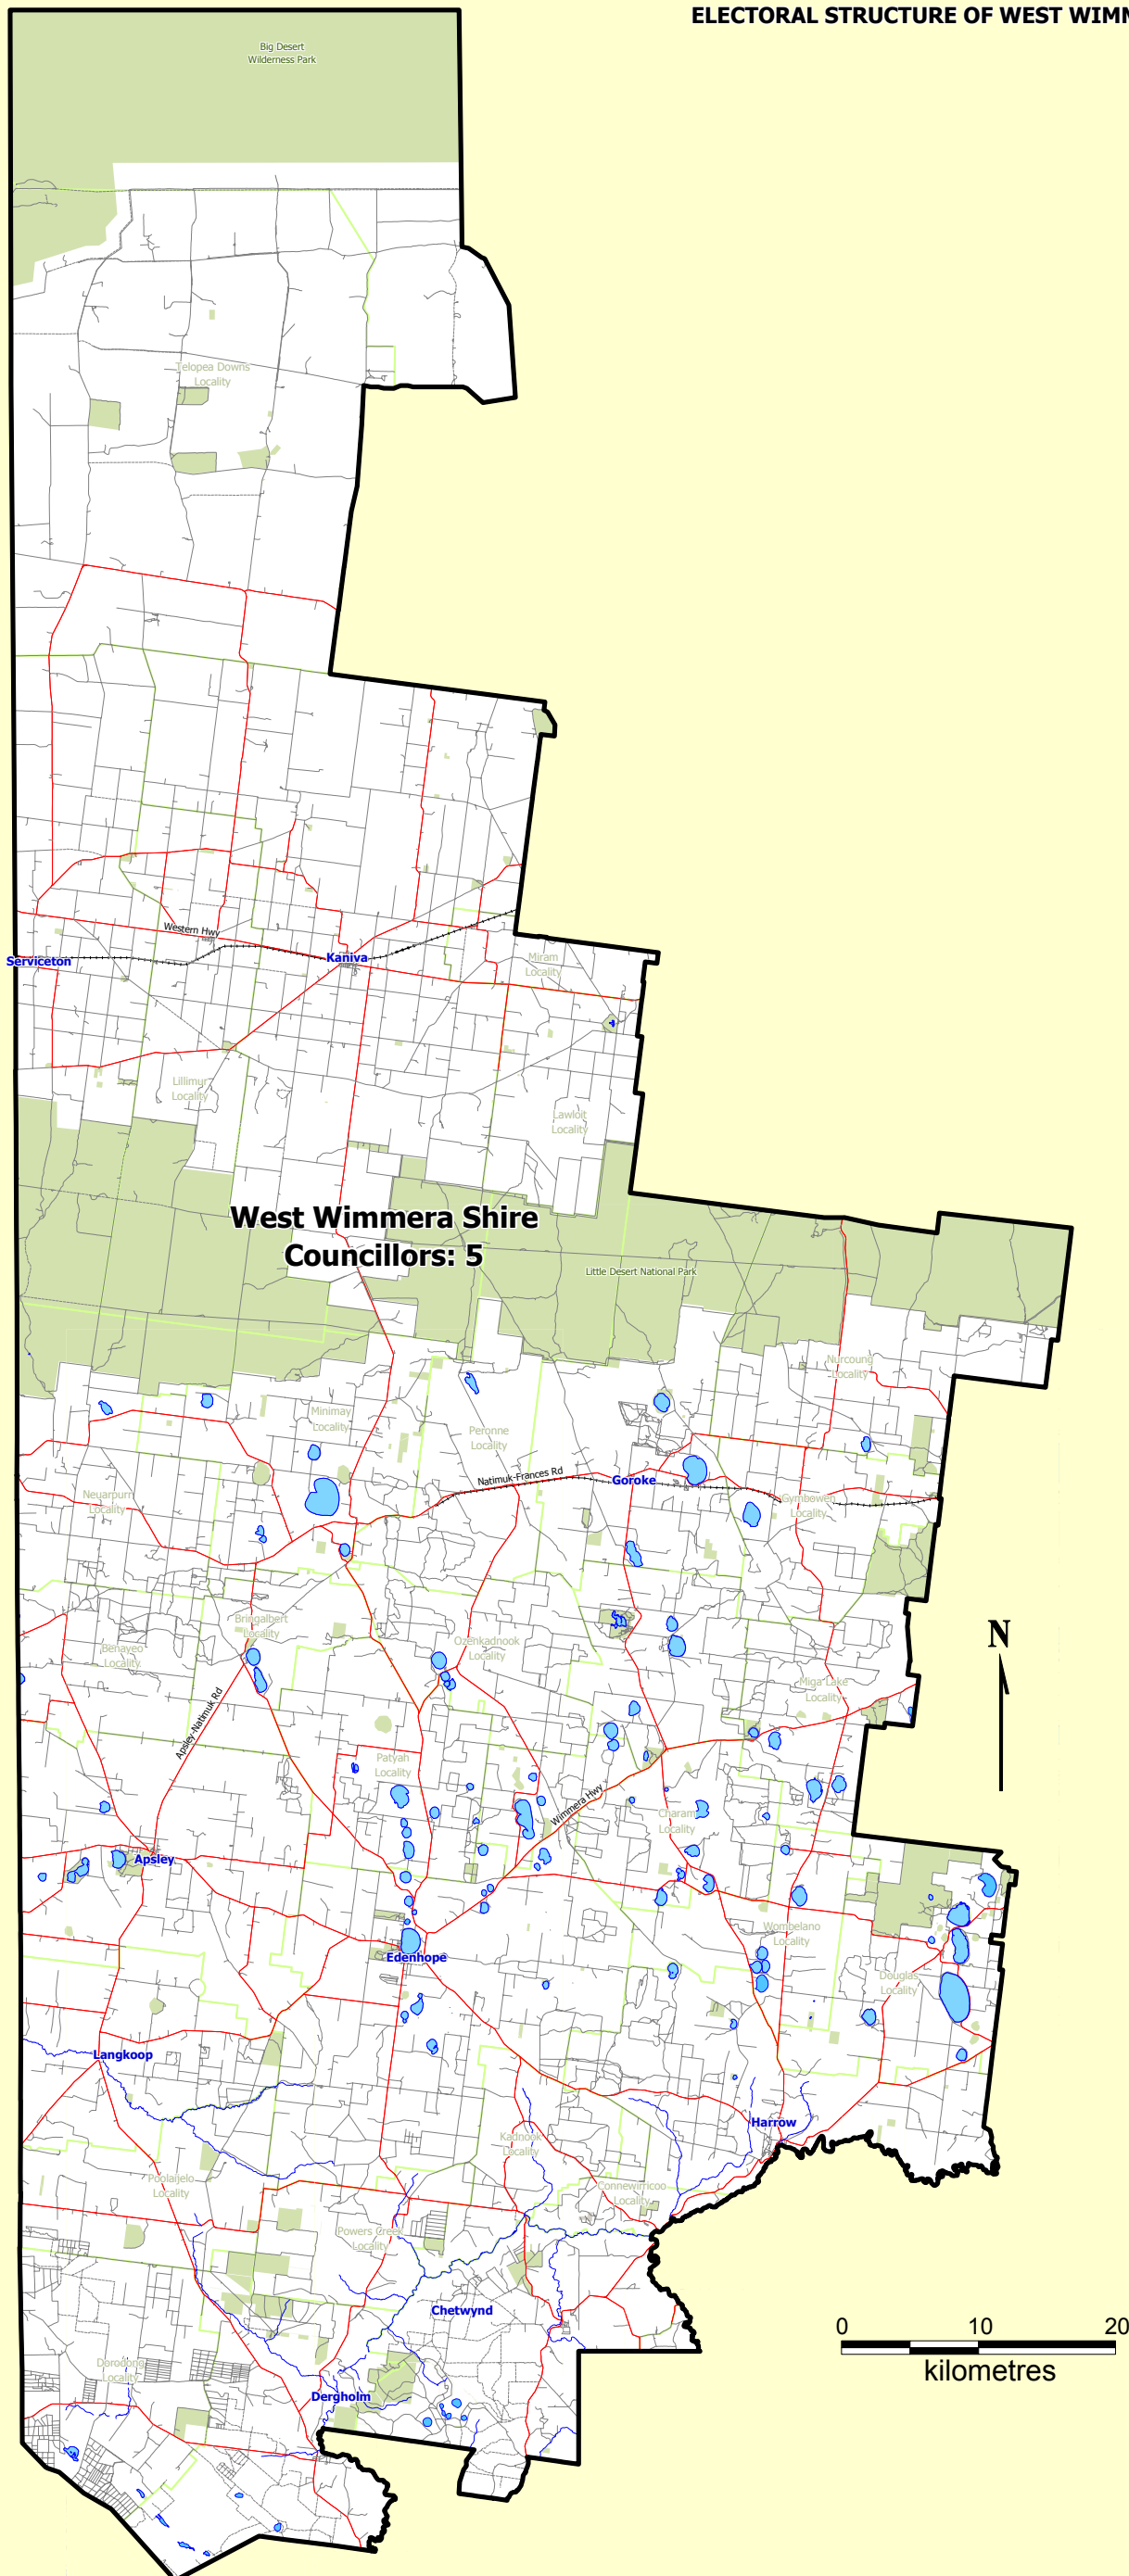 ELECTORAL STRUCTURE OF WEST WIMM
Big Desert
Wilderness Park
Telopea Downs
Locality
Western Hwy
Serviceton
Kaniva
Miram
Locality
Lillimur
Locality
Lawloit
Locality
West Wimmera Shire
Councillors: 5
Little Desert National Park
Nurcoung
Locality
Minimay
Locality
Peronne
Locality
Natimuk-Frances Rd
Goroke
Neuarpurr
Locality
Gymbowen
Locality
Bringalbert
Locality
Benayeo
Locality
Ozenkadnook
Locality
N
Miga Lake
Locality
Apsley-Natimuk Rd
Patyah
Locality
Wimmera Hwy
Charam
Locality
Apsley
Wombelano
Locality
Edenhope
Douglas
Locality
Langkoop
Harrow
Kadnook
Locality
Poolaijelo
Locality
Connewirricoo
Locality
Powers Creek
Locality
Chetwynd
0 10 20
kilometres
Dorodong
Locality
Dergholm